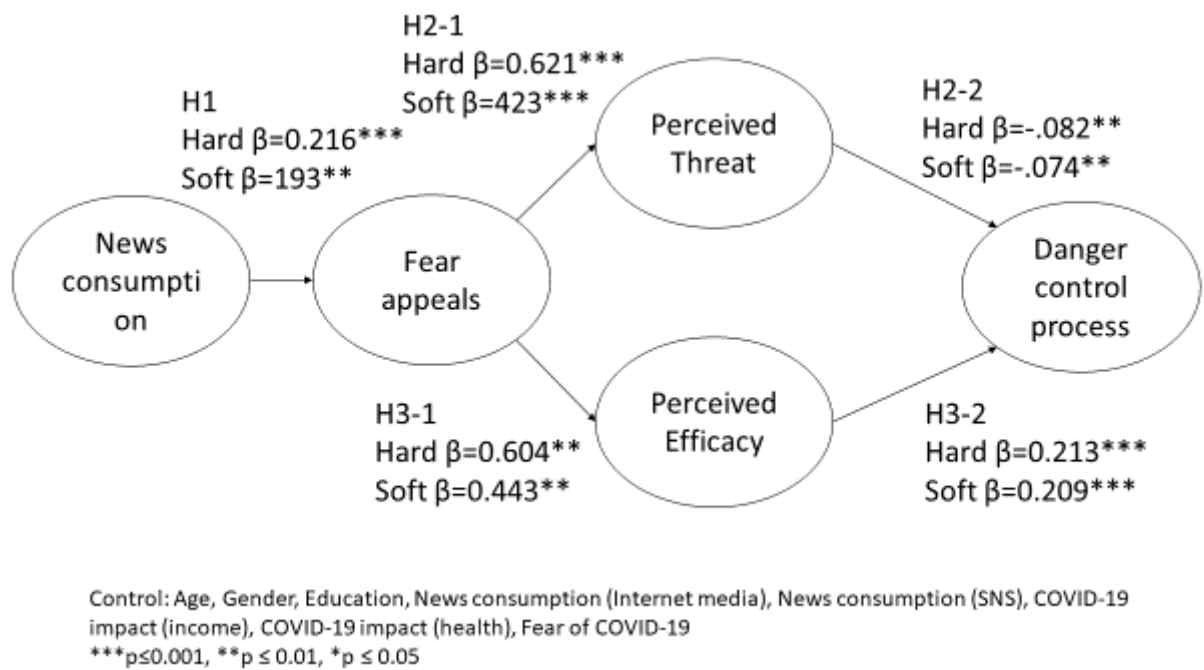 H2-1
Hard β=0.621***
Soft β=423***
H1
Hard β=0.216***
Soft β=193**
Perceived
Threat
H2-2
Hard β=-.082**
Soft β=-.074**
News
consumpti
on
Fear
appeals
Danger
control
process
H3-1
Hard β=0.604**
Soft β=0.443**
Perceived
Efficacy
H3-2
Hard β=0.213***
Soft β=0.209***
Control: Age, Gender, Education, News consumption (Internet media), News consumption (SNS), COVID-19
impact (income), COVID-19 impact (health), Fear of COVID-19
***p≤0.001, **p ≤ 0.01, *p ≤ 0.05